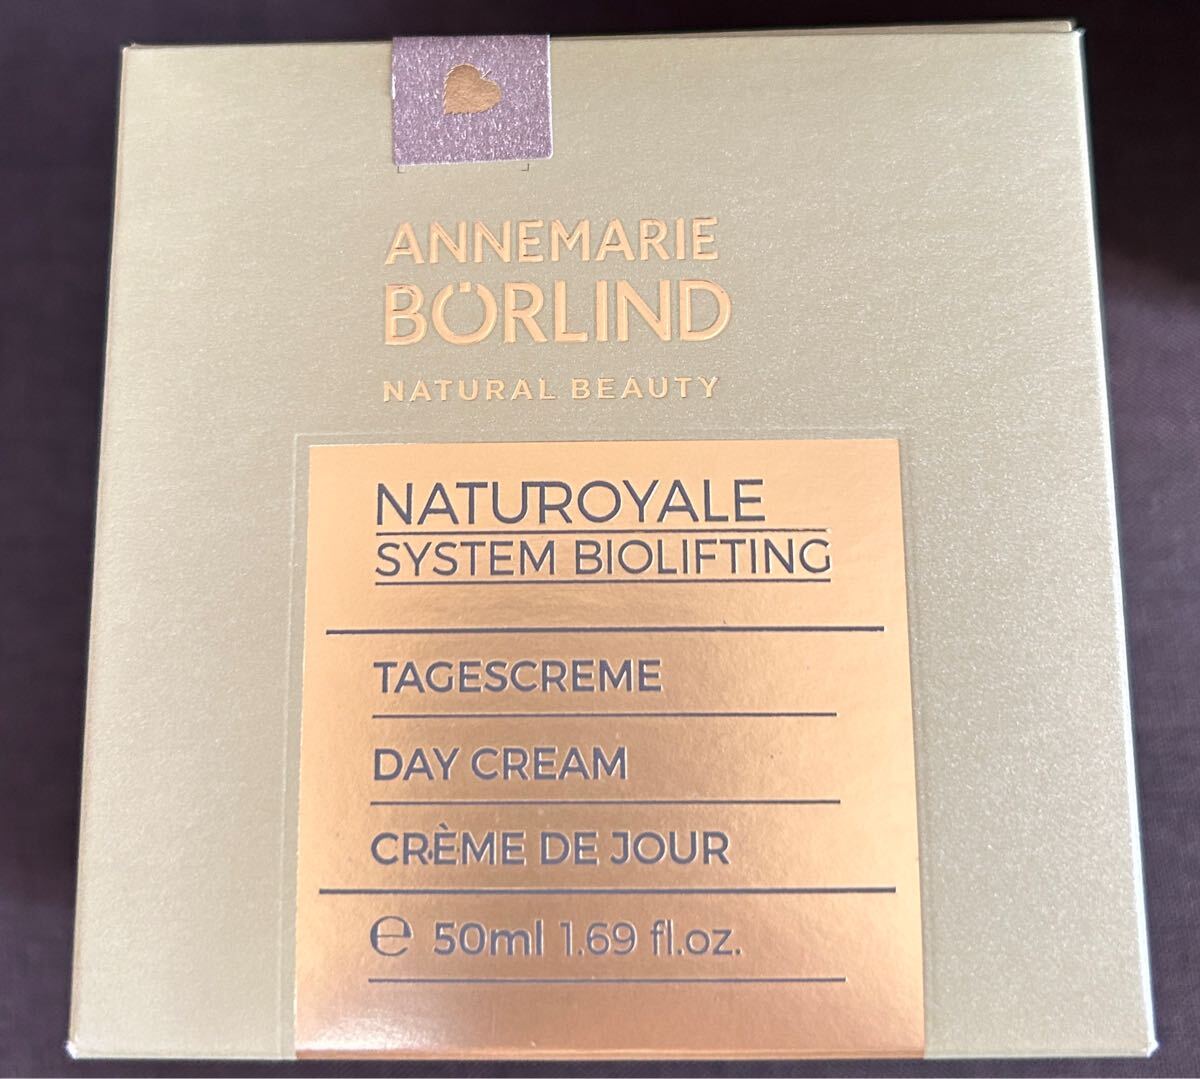 ANNEMARIE
BÖRLIND
NATURAL BEAUTY
NATUROYALE
SYSTEM BIOLIFTING
TAGESCREME
DAY CREAM
CRÈME DE JOUR
℮ 50ml 1.69 fl.oz.